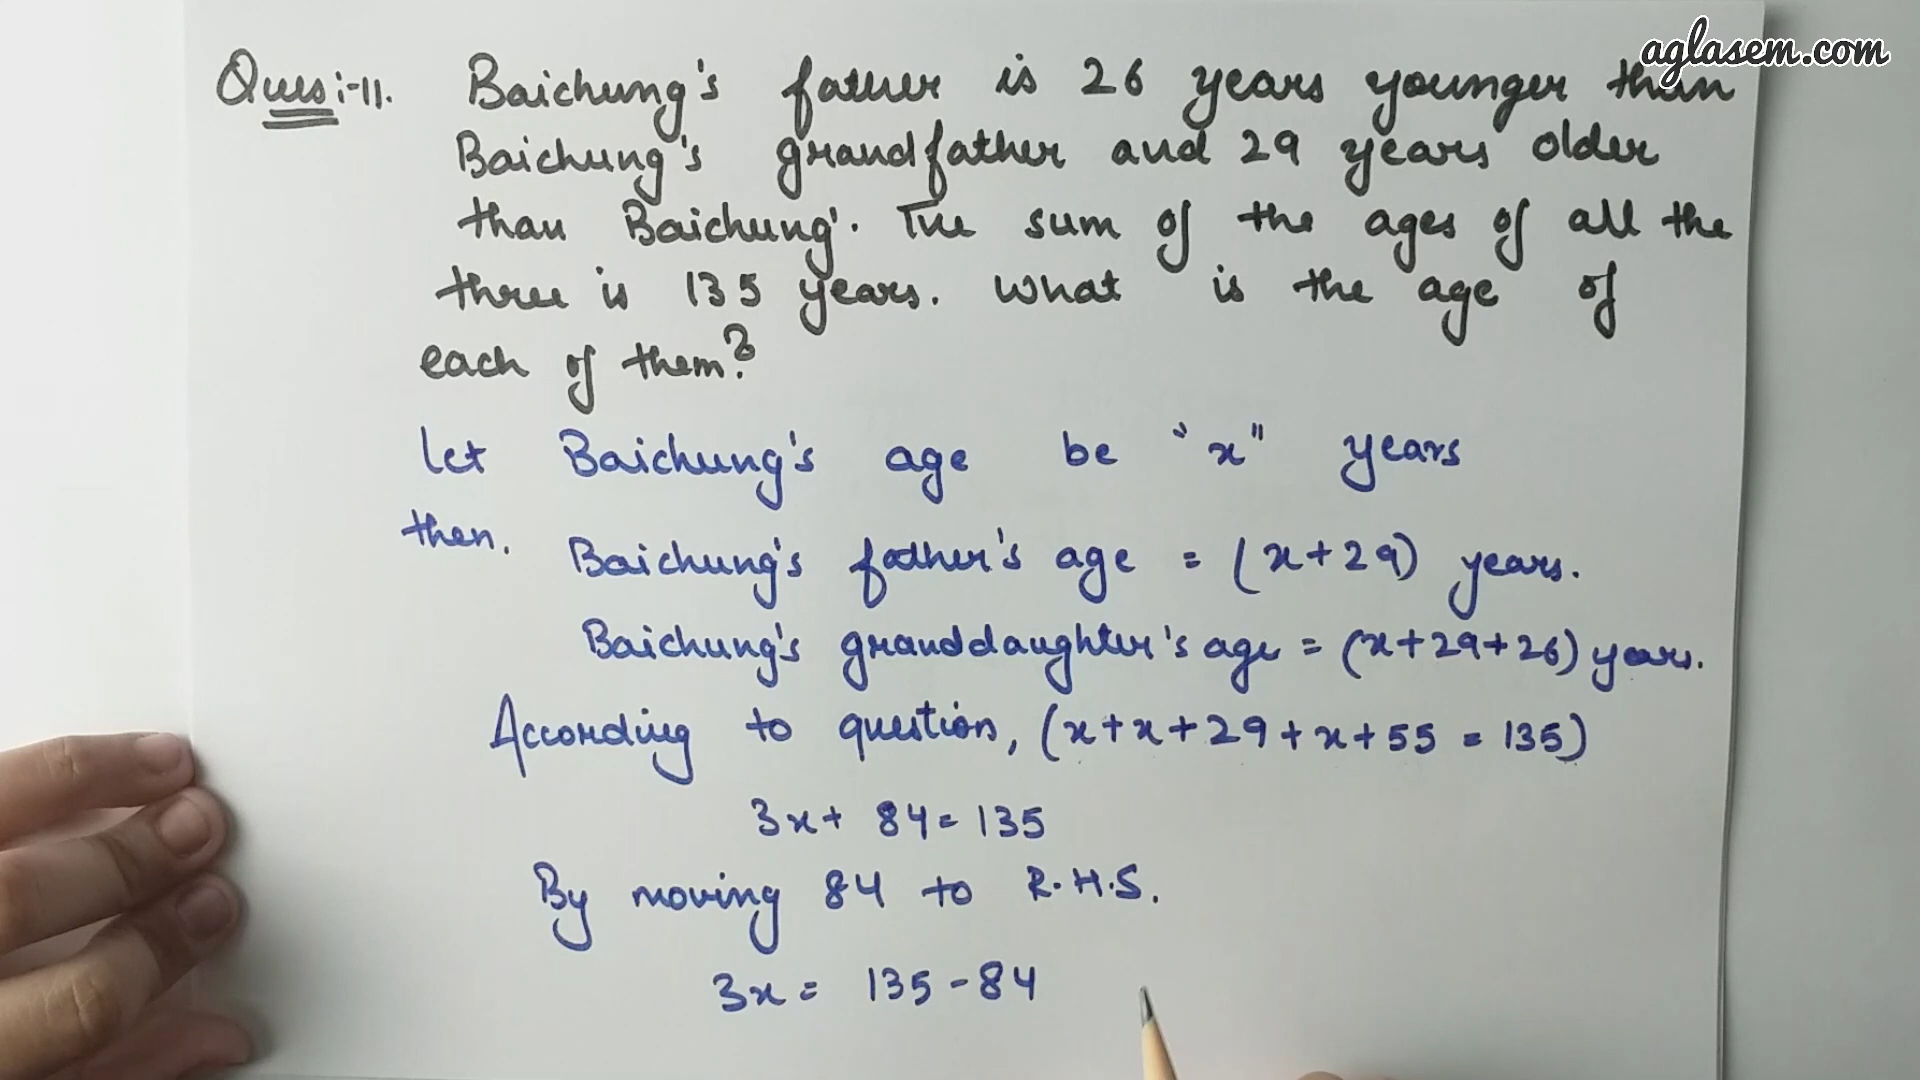 aglasem.com
Ques:-11. Baichung's father is 26 years younger than
Baichung's grandfather and 29 years older
than Baichung'. The sum of the ages of all the
three is 135 years. What is the age of
each of them?
Let Baichung's age be "x" years
then. Baichung's father's age = (x+29) years.
Baichung's granddaughter's age = (x+29+26) years.
According to question, (x+x+29+x+55 = 135)
3x+ 84= 135
By moving 84 to R.H.S.
3x= 135-84